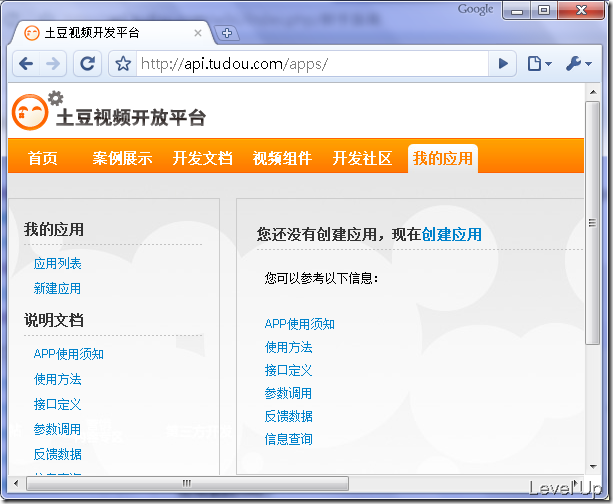 Google
土豆视频开发平台
http://api.tudou.com/apps/
土豆视频开放平台
首页 案例展示 开发文档 视频组件 开发社区 我的应用
我的应用
应用列表
新建应用
说明文档
APP使用须知
使用方法
接口定义
参数调用
反馈数据
您还没有创建应用，现在创建应用
您可以参考以下信息：
APP使用须知
使用方法
接口定义
参数调用
反馈数据
信息查询
Level Up